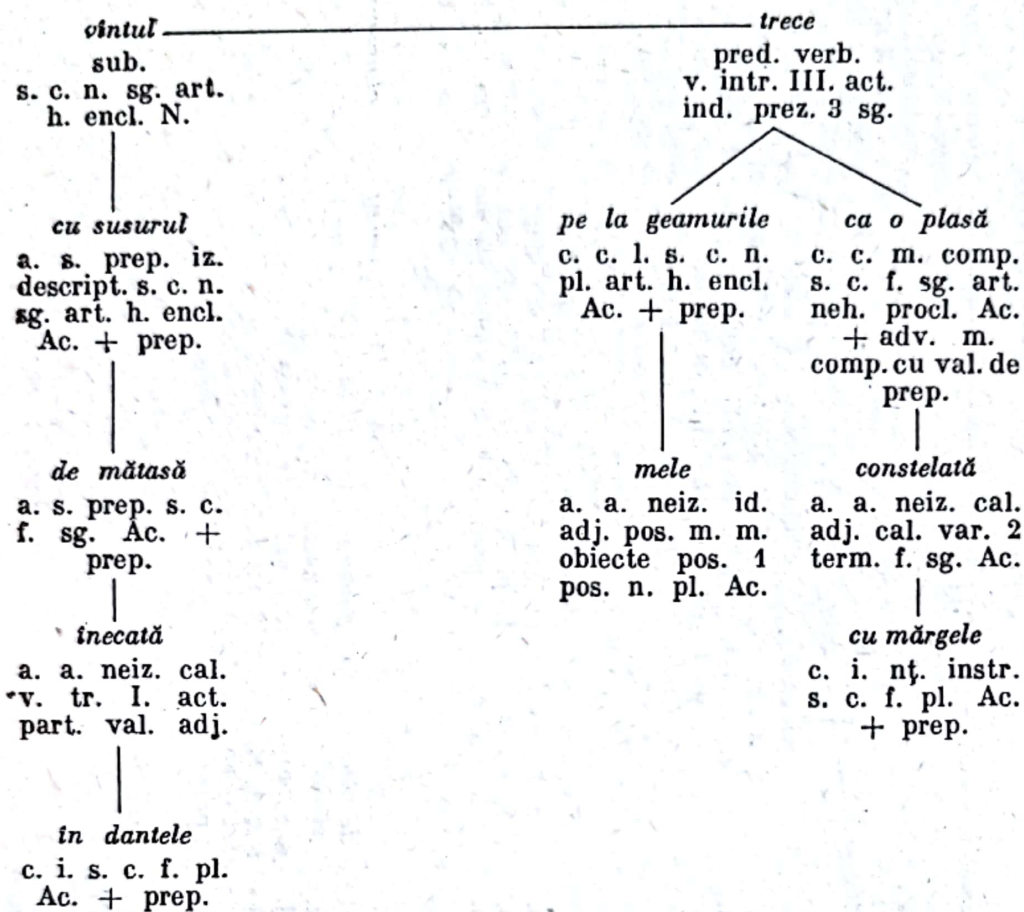 vîntul trece
sub.
s. c. n. sg. art.
h. encl. N.
pred. verb.
v. intr. III. act.
ind. prez. 3 sg.
cu susurul
a. s. prep. iz.
descript. s. c. n.
sg. art. h. encl.
Ac. + prep.
pe la geamurile
c. c. l. s. c. n.
pl. art. h. encl.
Ac. + prep.
ca o plasă
c. c. m. comp.
s. c. f. sg. art.
neh. procl. Ac.
+ adv. m.
comp. cu val. de
prep.
de mătasă
a. s. prep. s. c.
f. sg. Ac. +
prep.
mele
a. a. neiz. id.
adj. pos. m. m.
obiecte pos. 1
pos. n. pl. Ac.
constelată
a. a. neiz. cal.
adj. cal. var. 2
term. f. sg. Ac.
înecată
a. a. neiz. cal.
v. tr. I. act.
part. val. adj.
cu mărgele
c. i. nţ. instr.
s. c. f. pl. Ac.
+ prep.
în dantele
c. i. s. c. f. pl.
Ac. + prep.